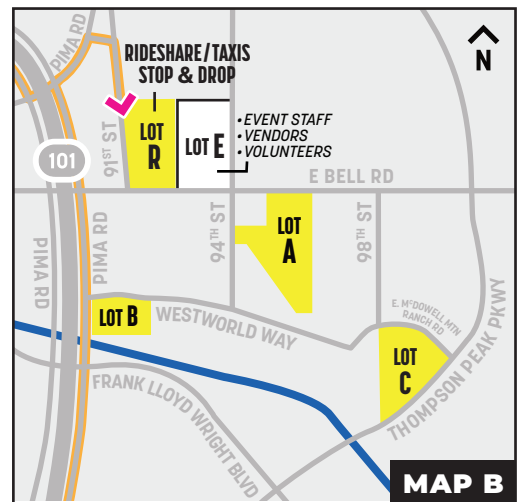 PIMA RD
RIDESHARE/TAXIS
STOP & DROP
N
91ST ST
LOT
R
LOT E
• EVENT STAFF
• VENDORS
• VOLUNTEERS
101
E BELL RD
PIMA RD
PIMA RD
94TH ST
LOT
A
98TH ST
LOT B
WESTWORLD WAY
E. McDOWELL MTN
RANCH RD
THOMPSON PEAK PKWY
LOT
C
FRANK LLOYD
WRIGHT BLVD
MAP B